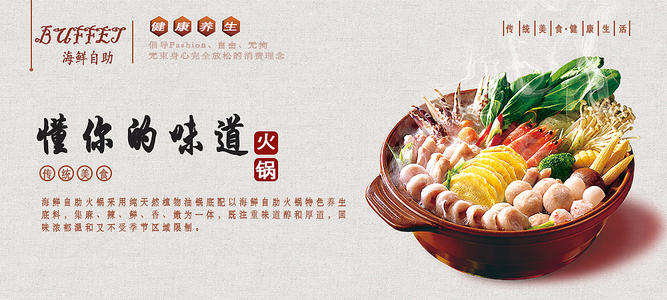 BUFFET
海鲜自助
健康养生
倡导Fashion、自由、无拘
无束身心完全放松的消费理念
传统美食·健康生活
懂你的味道
火锅
传统美食
海鲜自助火锅采用纯天然植物油锅底配以海鲜自助火锅特色养生
底料，集麻、辣、鲜、香、嫩为一体，既注重味道醇和厚道，回
味浓郁温和又不受季节区域限制。